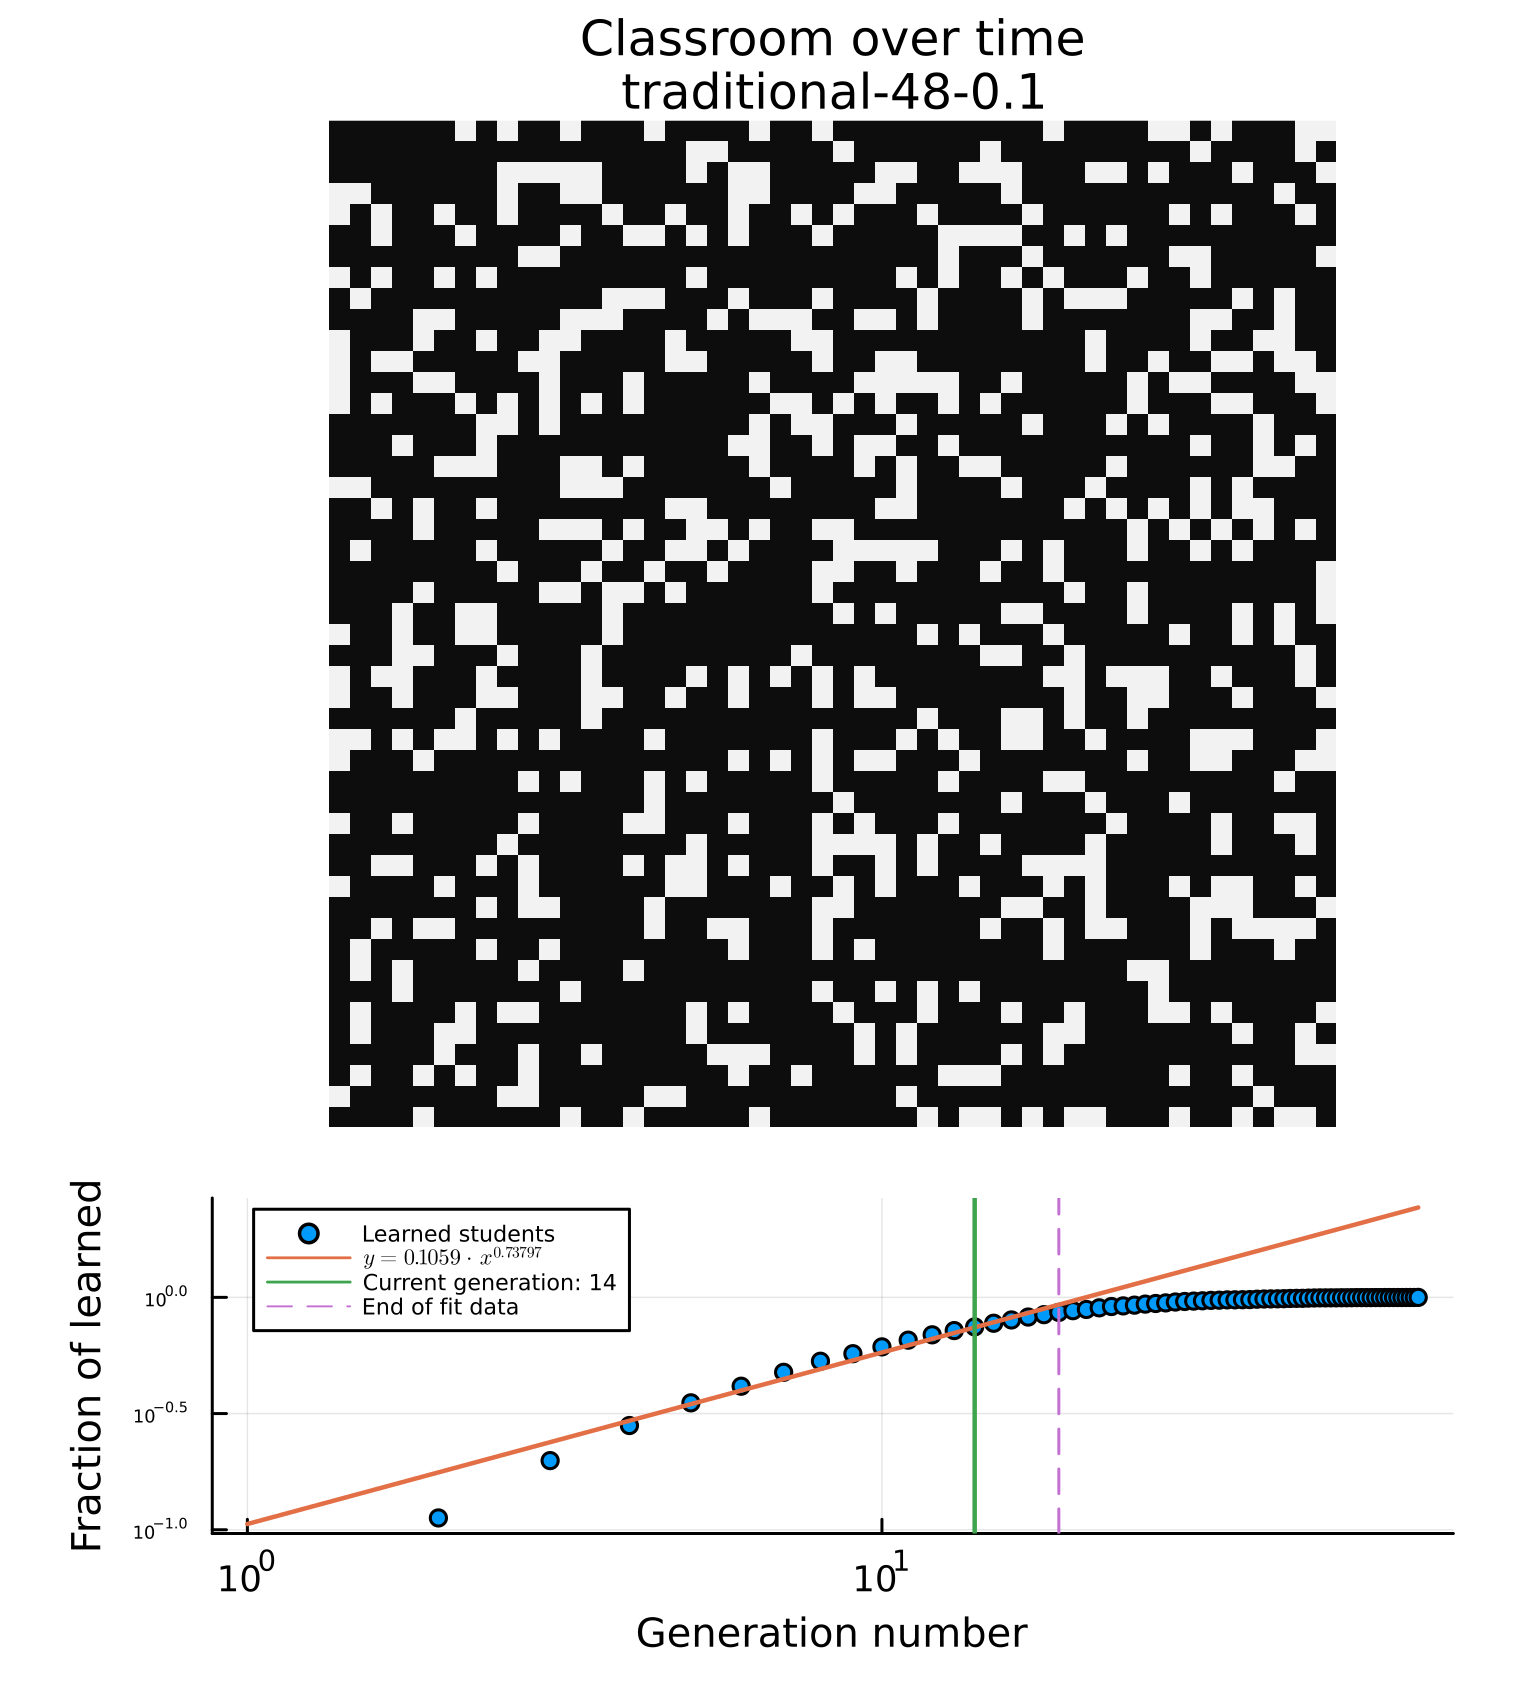 Classroom over time
traditional-48-0.1
Fraction of learned
Learned students
y = 0.1059 · x^0.73797
Current generation: 14
End of fit data
10^0.0
10^−0.5
10^−1.0
10^0
10^1
Generation number